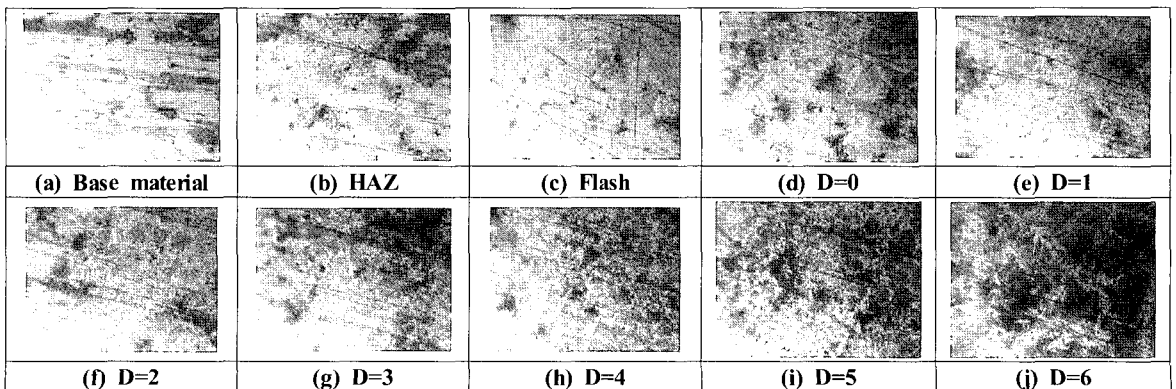 (a) Base material
(b) HAZ
(c) Flash
(d) D=0
(e) D=1
(f) D=2
(g) D=3
(h) D=4
(i) D=5
(j) D=6